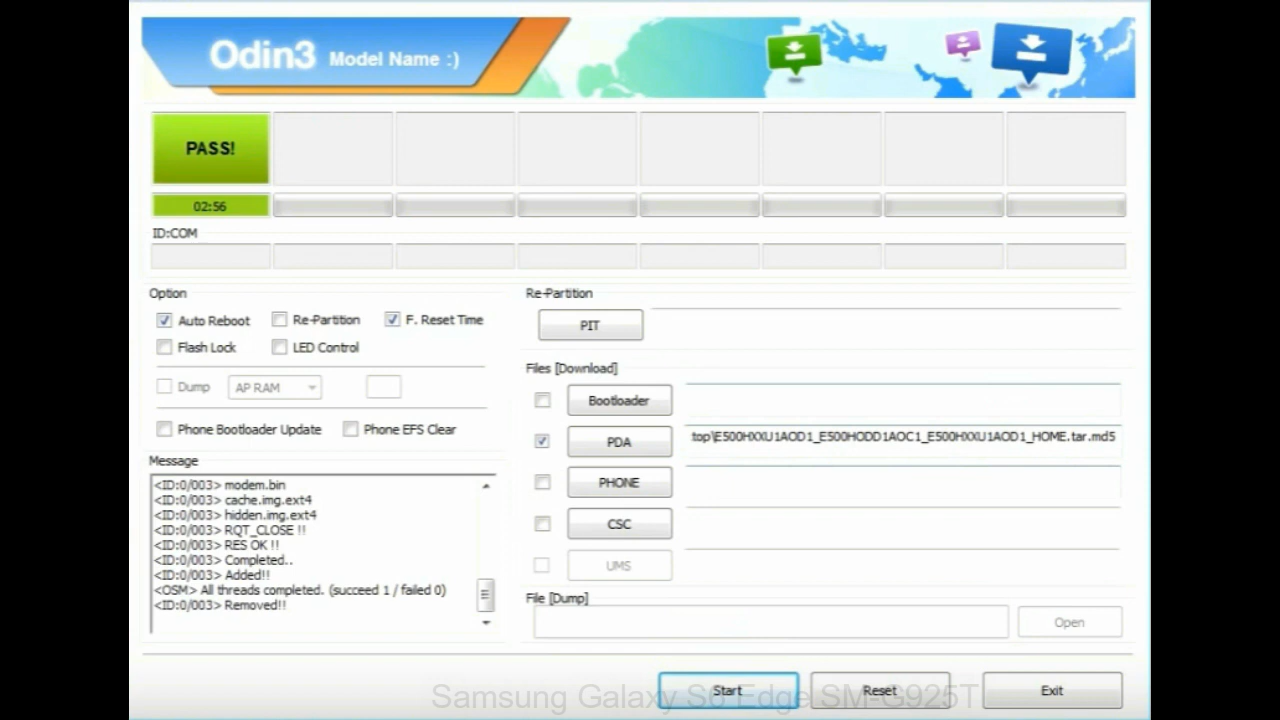 Odin3 Model Name :)
PASS!
02:56
ID:COM
Option
Auto Reboot Re-Partition F. Reset Time
Flash Lock LED Control
Dump AP RAM
Phone Bootloader Update Phone EFS Clear
Message
<ID:0/003> modem.bin
<ID:0/003> cache.img.ext4
<ID:0/003> hidden.img.ext4
<ID:0/003> RQT_CLOSE !!
<ID:0/003> RES OK !!
<ID:0/003> Completed..
<ID:0/003> Added!!
<OSM> All threads completed. (succeed 1 / failed 0)
<ID:0/003> Removed!!
Re-Partition
PIT
Files [Download]
Bootloader
PDA top\E500HXXU1AOD1_E500HODD1AOC1_E500HXXU1AOD1_HOME.tar.md5
PHONE
CSC
UMS
File [Dump]
Open
Start Reset Exit
Samsung Galaxy S6 Edge SM-G925T